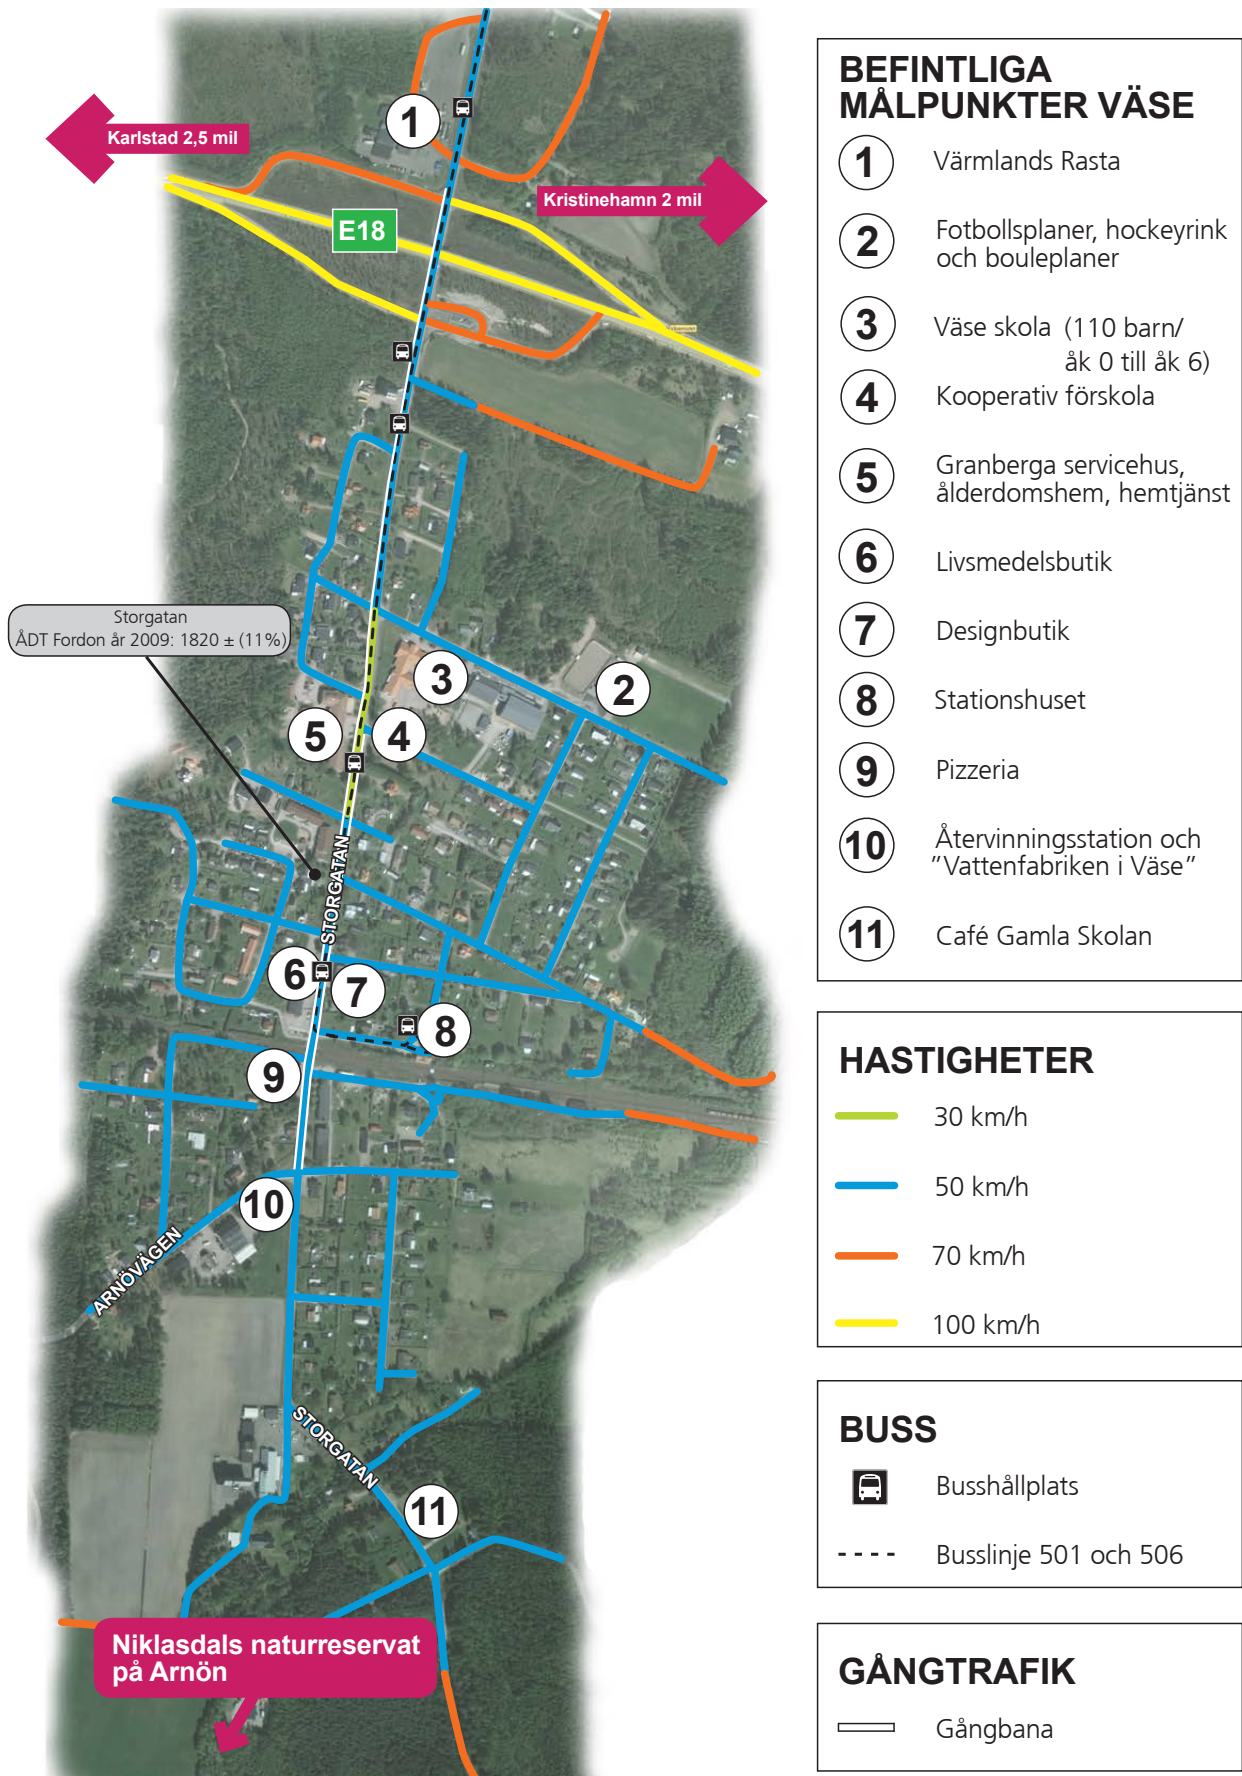 Karlstad 2,5 mil
1
Kristinehamn 2 mil
E18
Storgatan
ÅDT Fordon år 2009: 1820 ± (11%)
3
2
5
4
STORGATAN
6
7
8
9
10
ARNÖVÄGEN
STORGATAN
11
Niklasdals naturreservat
på Arnön
BEFINTLIGA
MÅLPUNKTER VÄSE
1 Värmlands Rasta
2 Fotbollsplaner, hockeyrink
och bouleplaner
3 Väse skola (110 barn/
åk 0 till åk 6)
4 Kooperativ förskola
5 Granberga servicehus,
ålderdomshem, hemtjänst
6 Livsmedelsbutik
7 Designbutik
8 Stationshuset
9 Pizzeria
10 Återvinningsstation och
”Vattenfabriken i Väse”
11 Café Gamla Skolan
HASTIGHETER
30 km/h
50 km/h
70 km/h
100 km/h
BUSS
Busshållplats
Busslinje 501 och 506
GÅNGTRAFIK
Gångbana